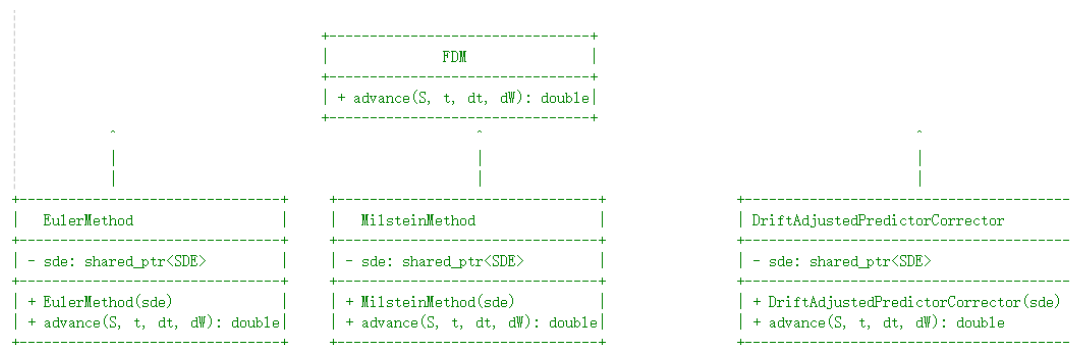 FDM
+ advance(S, t, dt, dW): double
EulerMethod
- sde: shared_ptr<SDE>
+ EulerMethod(sde)
+ advance(S, t, dt, dW): double
MilsteinMethod
- sde: shared_ptr<SDE>
+ MilsteinMethod(sde)
+ advance(S, t, dt, dW): double
DriftAdjustedPredictorCorrector
- sde: shared_ptr<SDE>
+ DriftAdjustedPredictorCorrector(sde)
+ advance(S, t, dt, dW): double